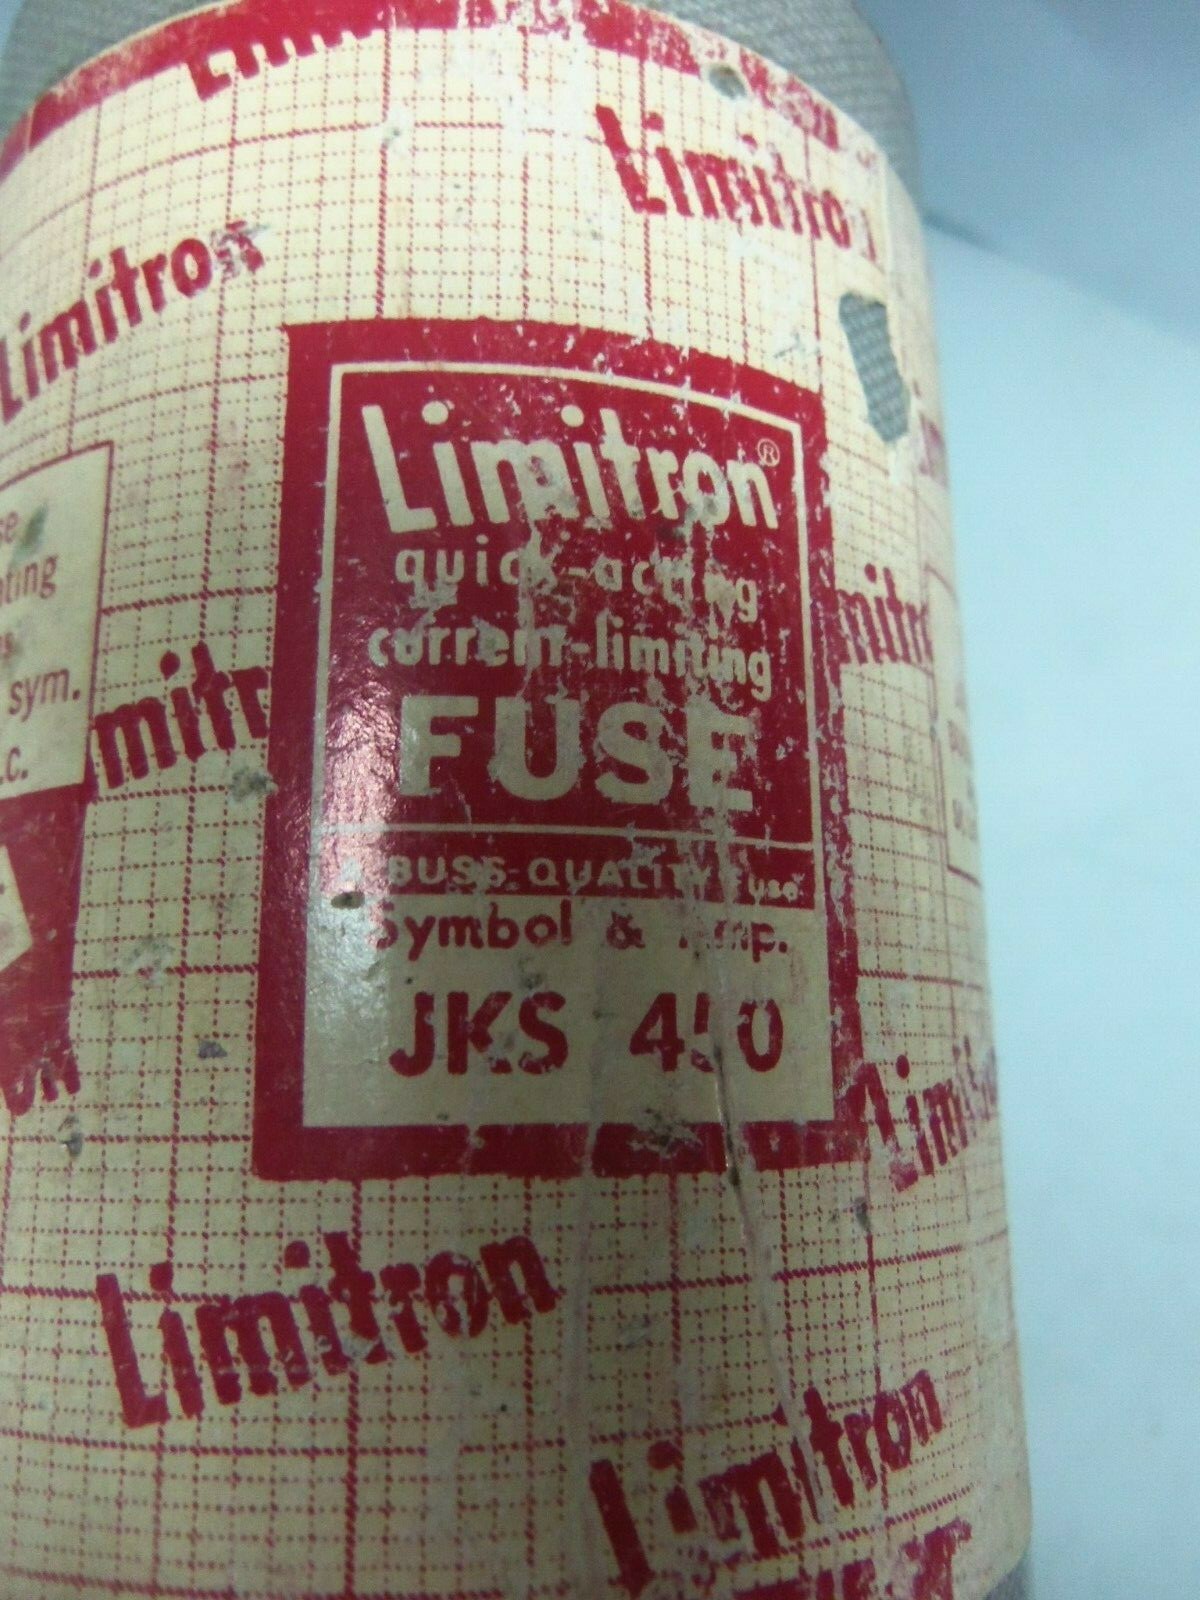 Limitron
Limitron
Limitron®
quick-acting
current-limiting
FUSE
A BUSS QUALITY Fuse
Symbol & Amp.
JKS 450
sym.
Limitron
Limitron
Limitron